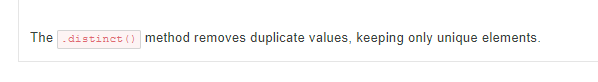 The .distinct() method removes duplicate values, keeping only unique elements.